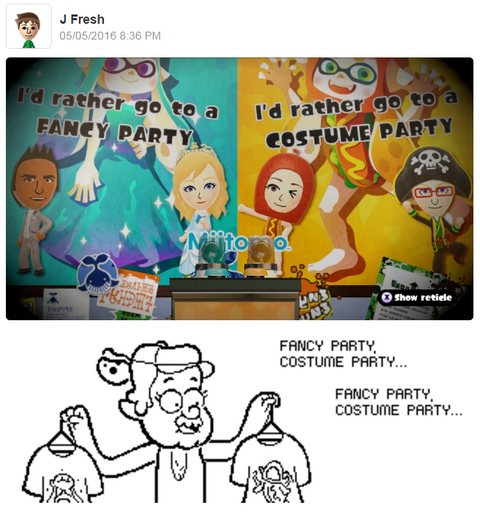 J Fresh
05/05/2016 8:36 PM
I'd rather go to a
FANCY PARTY
I'd rather go to a
COSTUME PARTY
Miitomo
X Show reticle
FANCY PARTY,
COSTUME PARTY...
FANCY PARTY,
COSTUME PARTY...